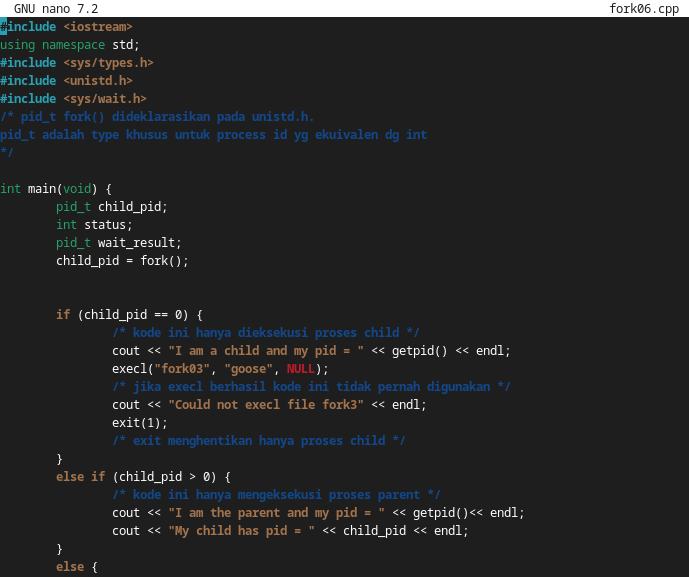 GNU nano 7.2 fork06.cpp
#include <iostream>
using namespace std;
#include <sys/types.h>
#include <unistd.h>
#include <sys/wait.h>
/* pid_t fork() dideklarasikan pada unistd.h.
pid_t adalah type khusus untuk process id yg ekuivalen dg int
*/
int main(void) {
pid_t child_pid;
int status;
pid_t wait_result;
child_pid = fork();
if (child_pid == 0) {
/* kode ini hanya dieksekusi proses child */
cout << "I am a child and my pid = " << getpid() << endl;
execl("fork03", "goose", NULL);
/* jika execl berhasil kode ini tidak pernah digunakan */
cout << "Could not execl file fork3" << endl;
exit(1);
/* exit menghentikan hanya proses child */
}
else if (child_pid > 0) {
/* kode ini hanya mengeksekusi proses parent */
cout << "I am the parent and my pid = " << getpid()<< endl;
cout << "My child has pid = " << child_pid << endl;
}
else {